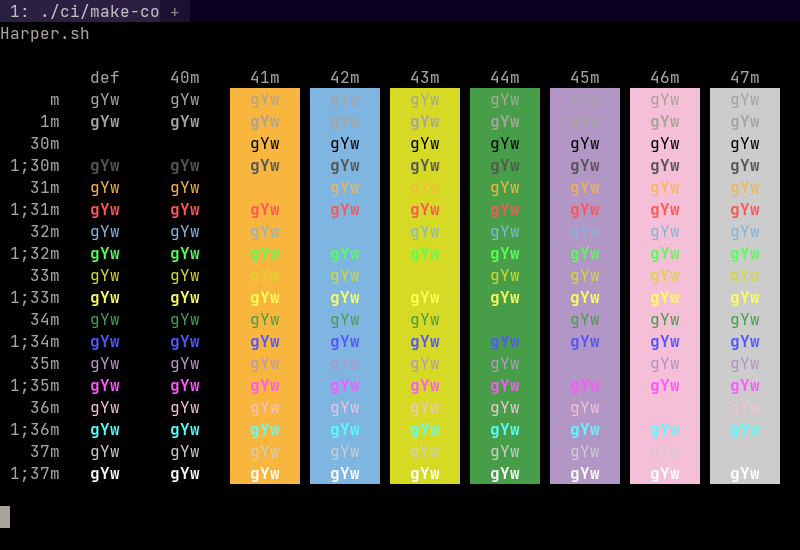 1: ./ci/make-co +
Harper.sh
def 40m 41m 42m 43m 44m 45m 46m 47m
m gYw gYw gYw gYw gYw gYw gYw gYw gYw
1m gYw gYw gYw gYw gYw gYw gYw gYw gYw
30m gYw gYw gYw gYw gYw gYw gYw
1;30m gYw gYw gYw gYw gYw gYw gYw gYw gYw
31m gYw gYw gYw gYw gYw gYw gYw gYw
1;31m gYw gYw gYw gYw gYw gYw gYw gYw gYw
32m gYw gYw gYw gYw gYw gYw gYw gYw
1;32m gYw gYw gYw gYw gYw gYw gYw gYw gYw
33m gYw gYw gYw gYw gYw gYw gYw gYw
1;33m gYw gYw gYw gYw gYw gYw gYw gYw gYw
34m gYw gYw gYw gYw gYw gYw gYw gYw
1;34m gYw gYw gYw gYw gYw gYw gYw gYw gYw
35m gYw gYw gYw gYw gYw gYw gYw gYw
1;35m gYw gYw gYw gYw gYw gYw gYw gYw gYw
36m gYw gYw gYw gYw gYw gYw gYw gYw
1;36m gYw gYw gYw gYw gYw gYw gYw gYw gYw
37m gYw gYw gYw gYw gYw gYw gYw gYw
1;37m gYw gYw gYw gYw gYw gYw gYw gYw gYw